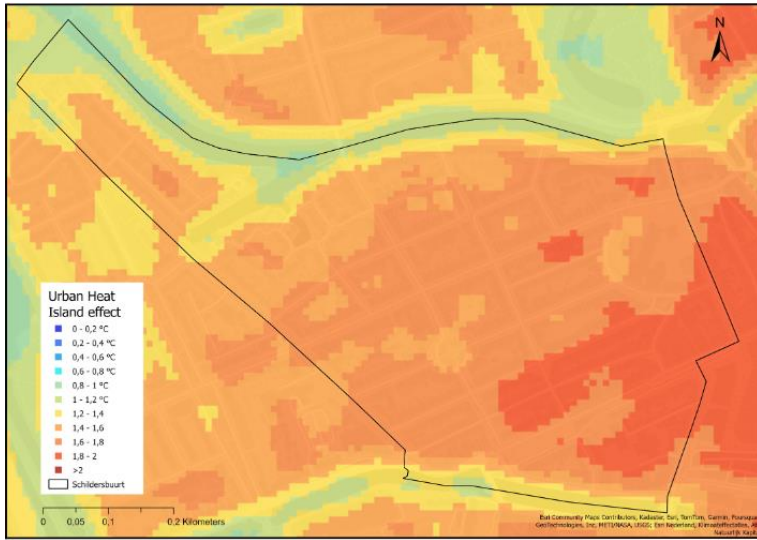 N
Urban Heat
Island effect
0 - 0,2 °C
0,2 - 0,4 °C
0,4 - 0,6 °C
0,6 - 0,8 °C
0,8 - 1 °C
1 - 1,2 °C
1,2 - 1,4
1,4 - 1,6
1,6 - 1,8
1,8 - 2
>2
Schildersbuurt
0 0,05 0,1 0,2 Kilometers
Esri Community Maps Contributors, Kadaster, Esri, TomTom, Garmin, Foursquare,
GeoTechnologies, Inc, METI/NASA, USGS; Esri Nederland, Klimaateffectatlas,
Natuurlijk